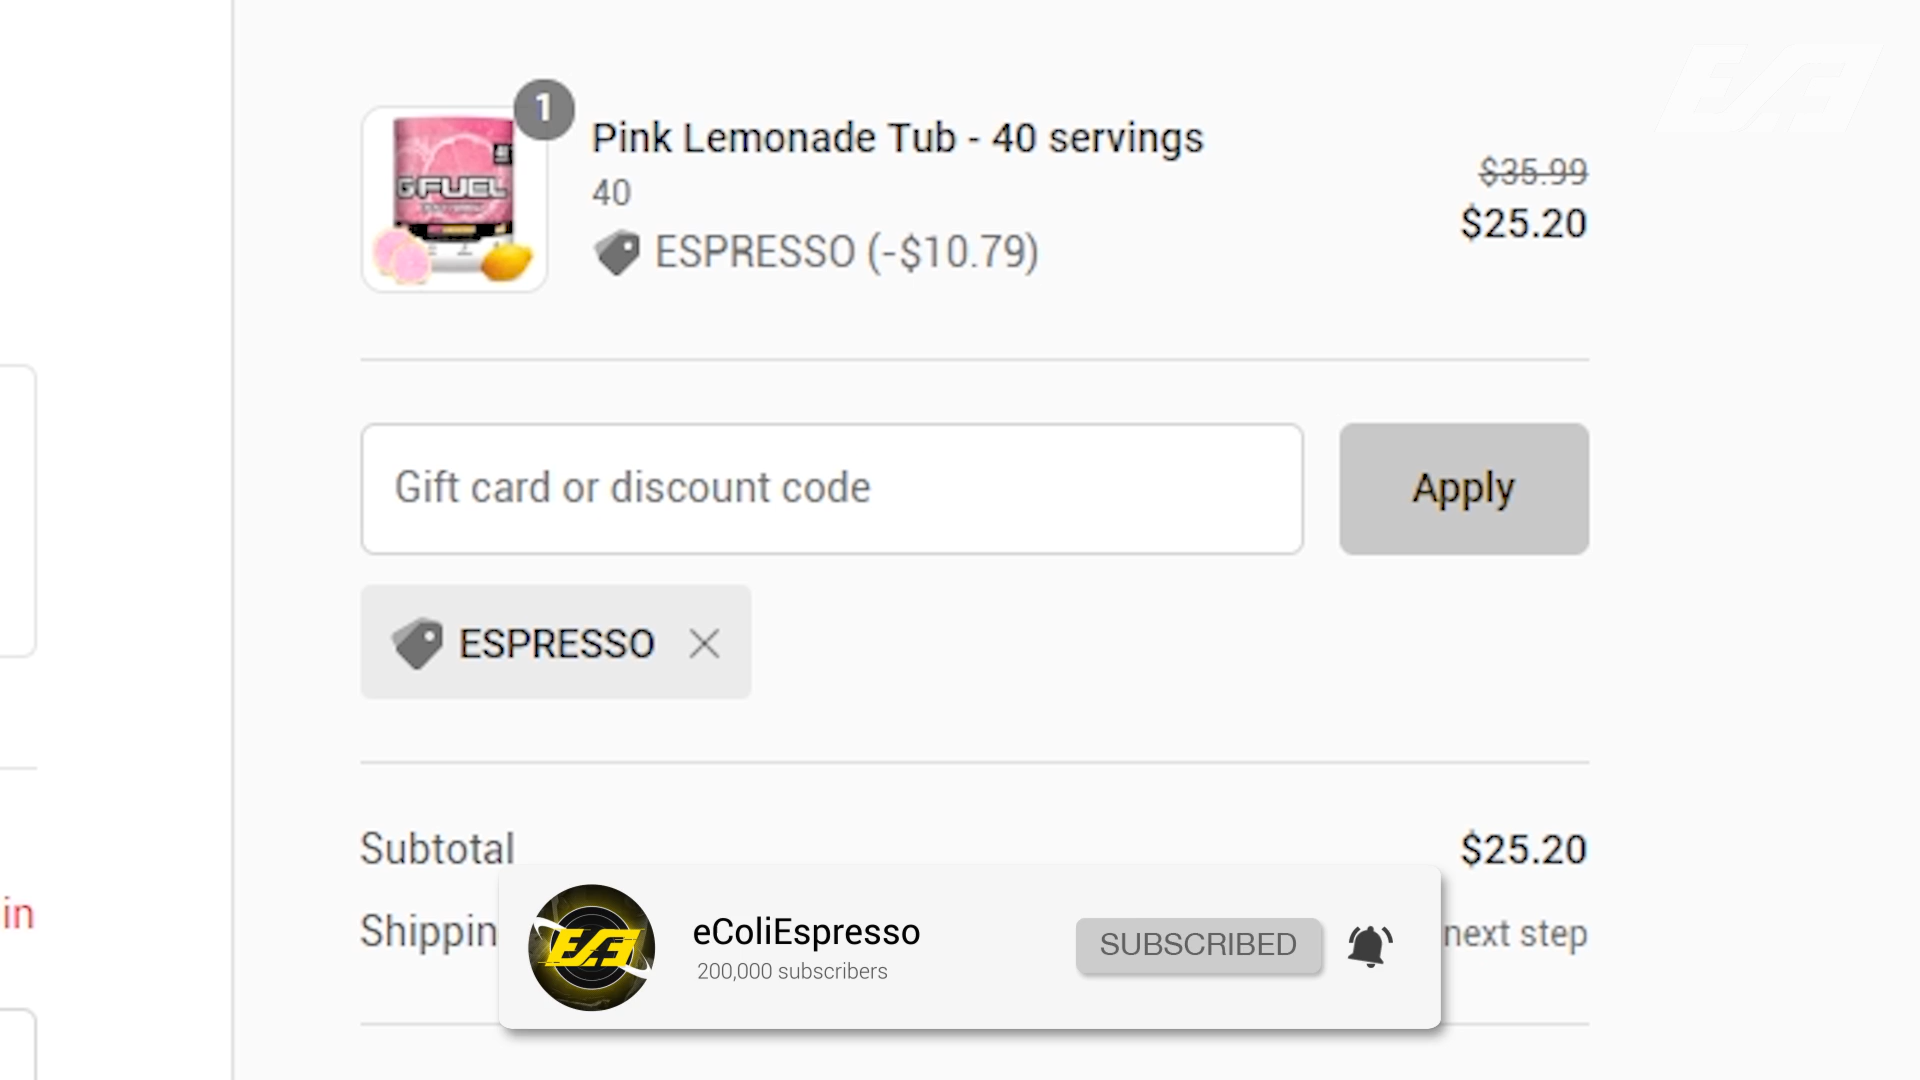 1
Pink Lemonade Tub - 40 servings
40
ESPRESSO (-$10.79)
$35.99
$25.20
G FUEL
Gift card or discount code
Apply
ESPRESSO
Subtotal
$25.20
in
Shippin
next step
eColiEspresso
200,000 subscribers
SUBSCRIBED